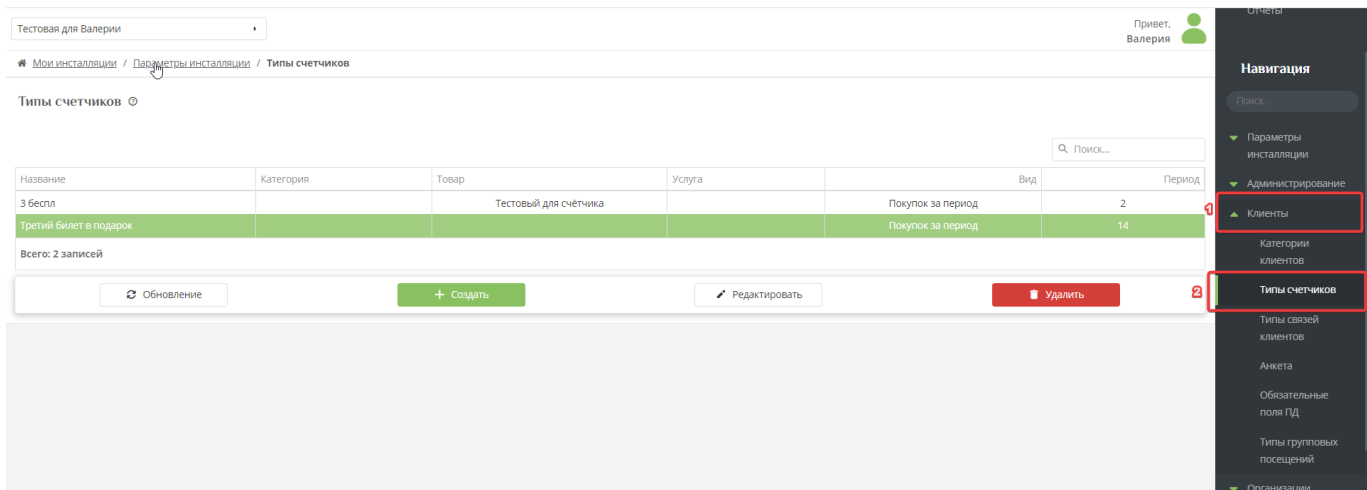 Тестовая для Валерии
Привет,
Валерия
Мои инсталляции / Параметры инсталляции / Типы счетчиков
Типы счетчиков
Поиск...
Название Категория Товар Услуга Вид Период
3 беспл Тестовый для счётчика Покупок за период 2
Третий билет в подарок Покупок за период 14
Всего: 2 записей
Обновление
Создать
Редактировать
Удалить
Отчеты
Навигация
Поиск...
Параметры
инсталляции
Администрирование
1
Клиенты
Категории
клиентов
2
Типы счетчиков
Типы связей
клиентов
Анкета
Обязательные
поля ПД
Типы групповых
посещений
Организации